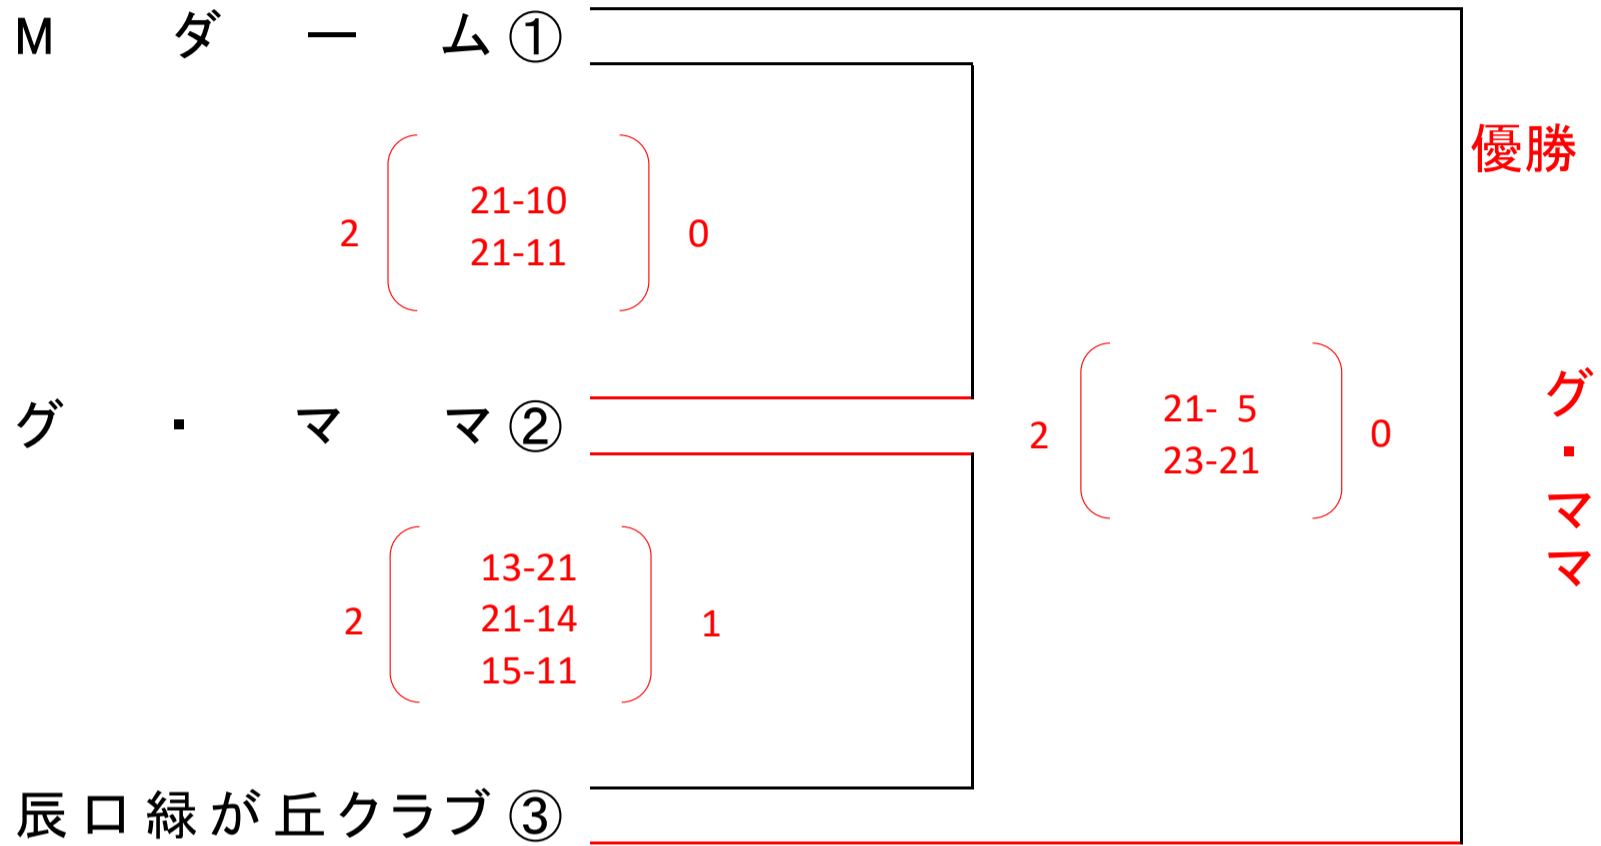 M ダ ー ム ①
優勝
2 21-10 0
21-11
グ ・ マ マ ②
2 21- 5 0
23-21
グ・ママ
2 13-21 1
21-14
15-11
辰口緑が丘クラブ ③